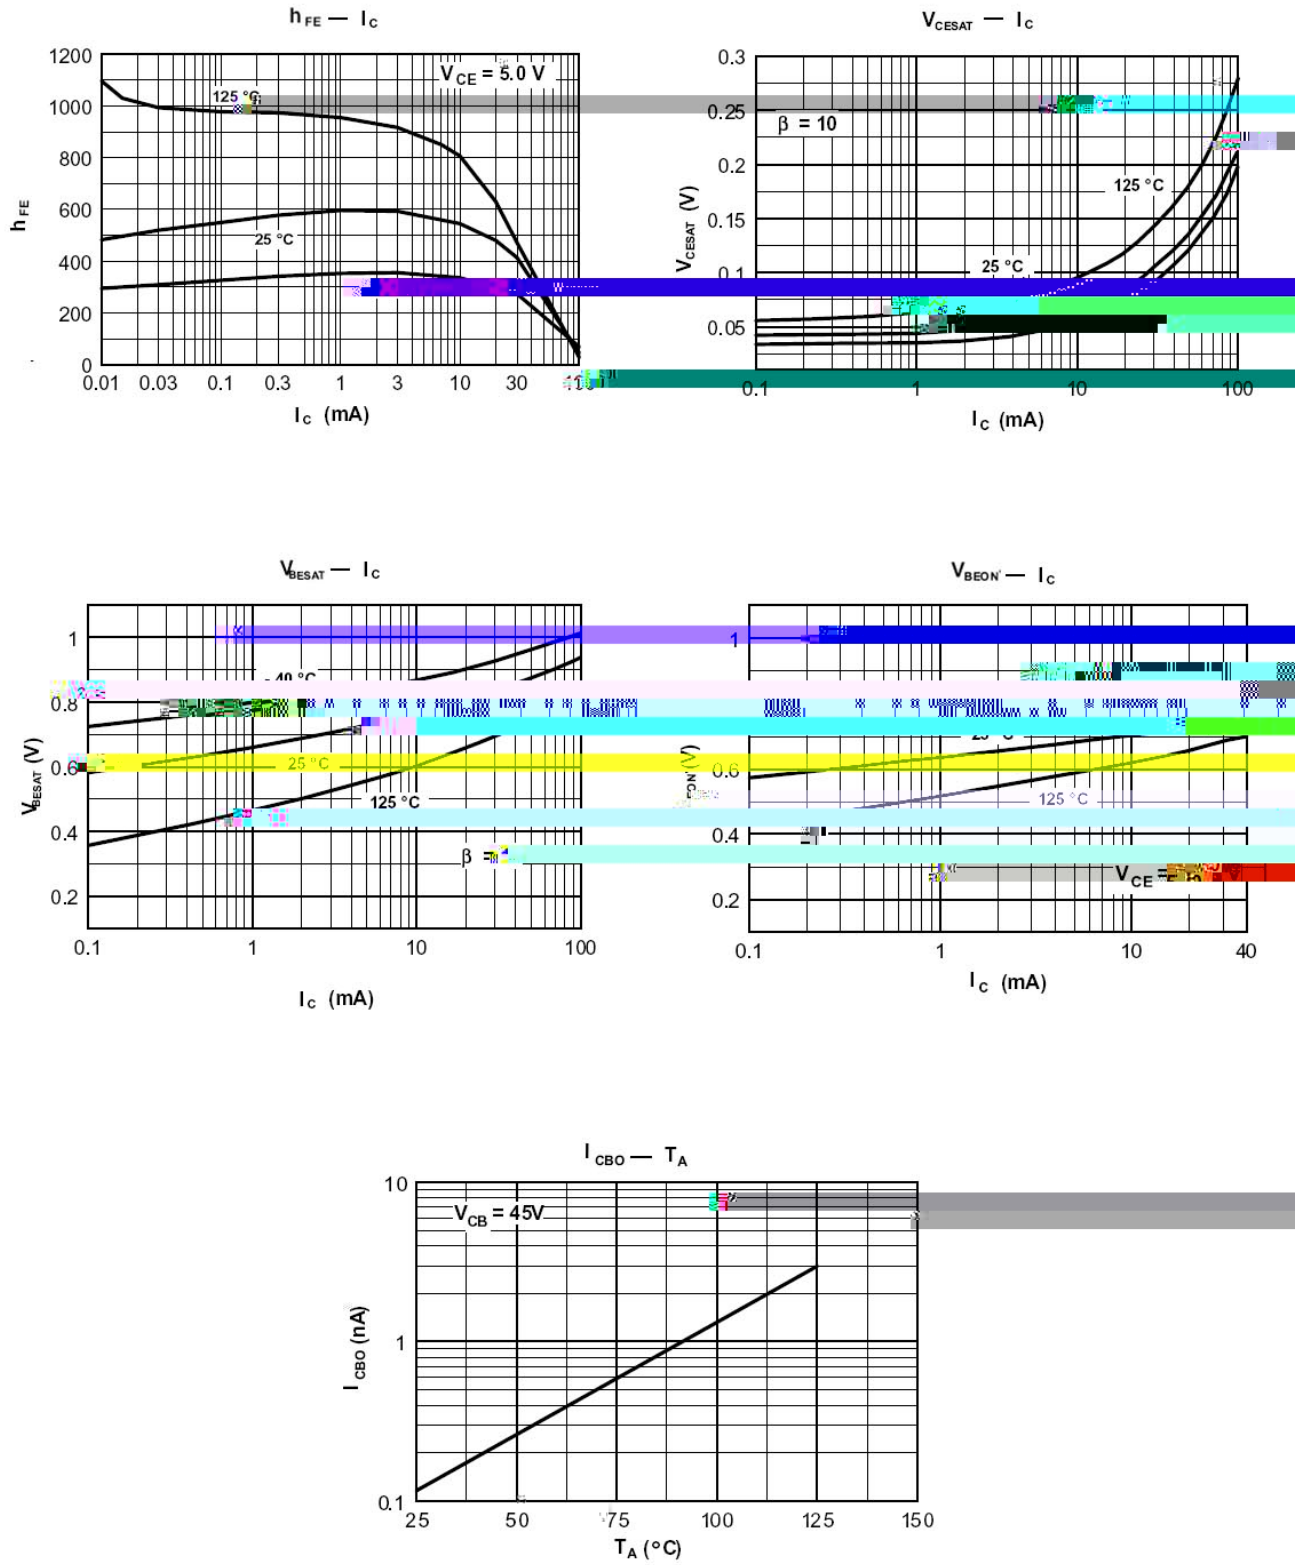 hFE — IC
VCESAT — IC
1200
1000
800
600
400
200
0
hFE
VCE = 5.0 V
125 °C
25 °C
0.01 0.03 0.1 0.3 1 3 10 30
IC (mA)
0.3
0.25
0.2
0.15
0.1
0.05
VCESAT (V)
β = 10
125 °C
25 °C
0.1 1 10 100
IC (mA)
VBESAT — IC
VBEON — IC
1
0.8
0.6
0.4
0.2
VBESAT (V)
- 40 °C
25 °C
125 °C
β =
0.1 1 10 100
IC (mA)
1
0.6
0.4
0.2
(V)
25 °C
125 °C
VCE =
0.1 1 10 40
IC (mA)
ICBO — TA
10
1
0.1
ICBO (nA)
VCB = 45V
25 50 75 100 125 150
TA (°C)